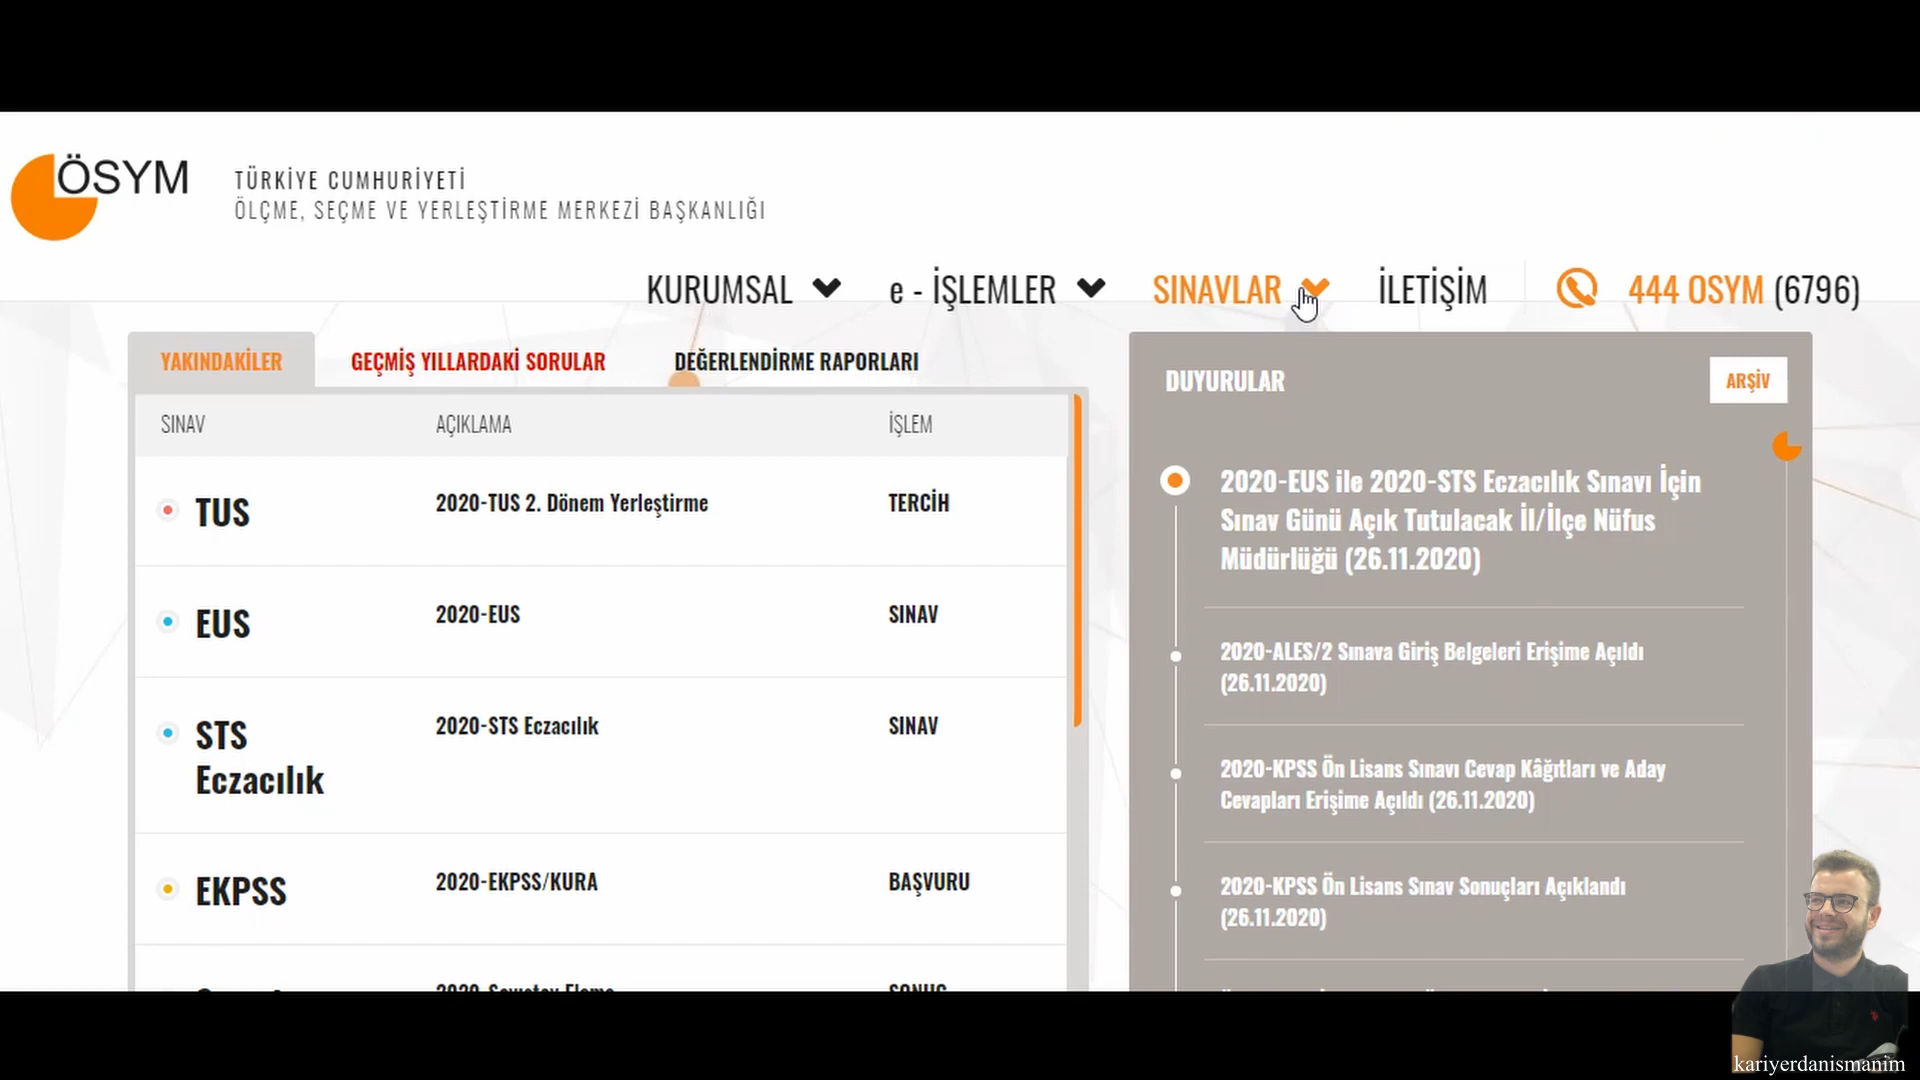 ÖSYM
TÜRKİYE CUMHURİYETİ
ÖLÇME, SEÇME VE YERLEŞTİRME MERKEZİ BAŞKANLIĞI
KURUMSAL e - İŞLEMLER SINAVLAR İLETİŞİM 444 OSYM (6796)
YAKINDAKİLER GEÇMİŞ YILLARDAKİ SORULAR DEĞERLENDİRME RAPORLARI
SINAV AÇIKLAMA İŞLEM
TUS 2020-TUS 2. Dönem Yerleştirme TERCİH
EUS 2020-EUS SINAV
STS 2020-STS Eczacılık SINAV
Eczacılık
EKPSS 2020-EKPSS/KURA BAŞVURU
DUYURULAR ARŞİV
2020-EUS ile 2020-STS Eczacılık Sınavı İçin
Sınav Günü Açık Tutulacak İl/İlçe Nüfus
Müdürlüğü (26.11.2020)
2020-ALES/2 Sınava Giriş Belgeleri Erişime Açıldı
(26.11.2020)
2020-KPSS Ön Lisans Sınavı Cevap Kâğıtları ve Aday
Cevapları Erişime Açıldı (26.11.2020)
2020-KPSS Ön Lisans Sınav Sonuçları Açıklandı
(26.11.2020)
kariyerdanismanim